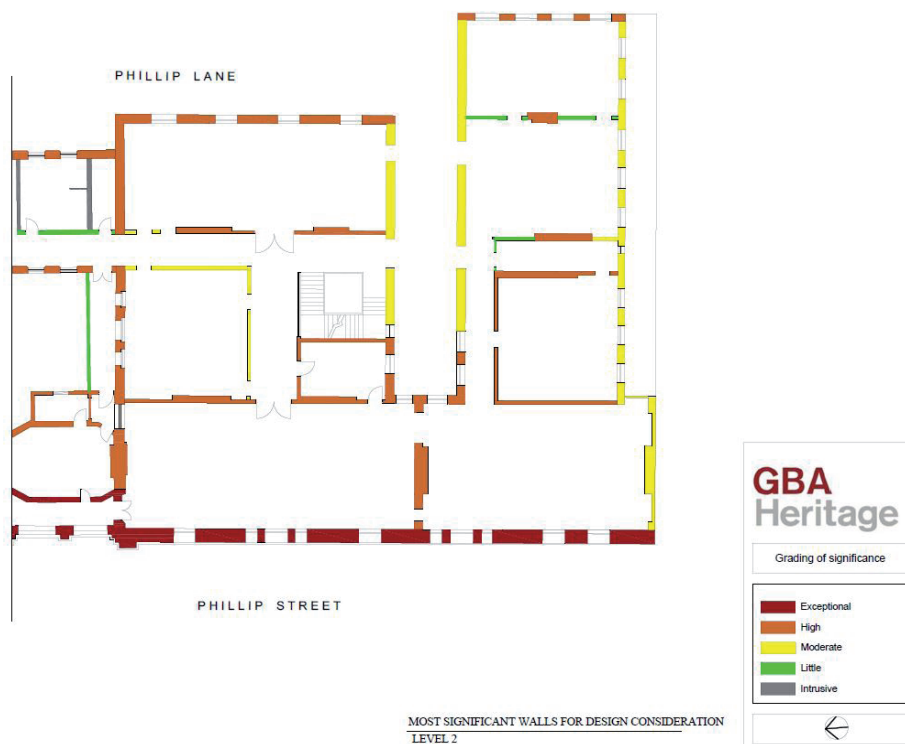 PHILLIP LANE
PHILLIP STREET
MOST SIGNIFICANT WALLS FOR DESIGN CONSIDERATION
LEVEL 2
GBA
Heritage
Grading of significance
Exceptional
High
Moderate
Little
Intrusive